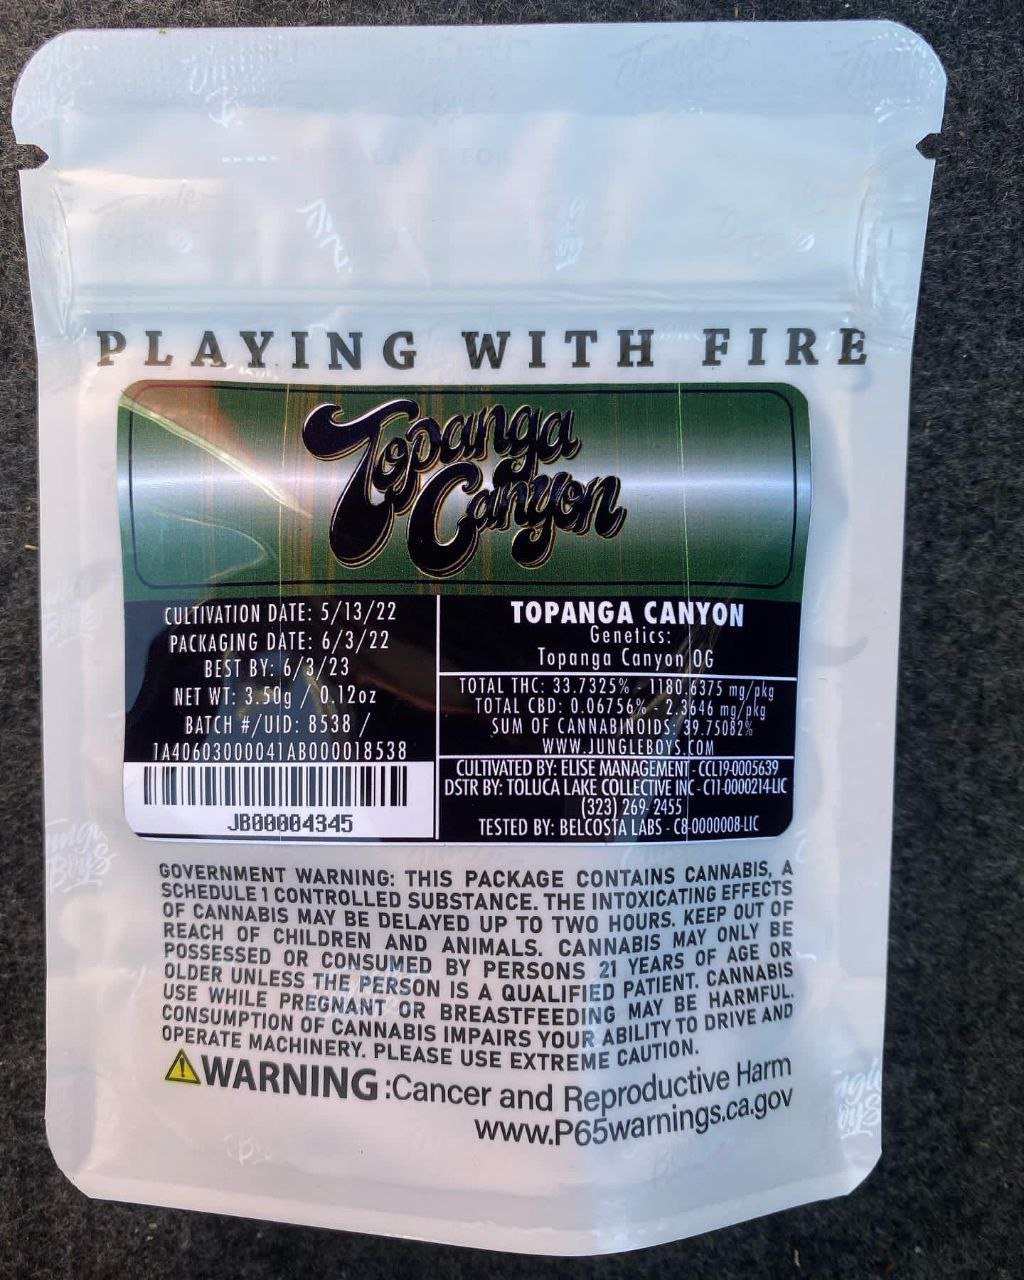 PLAYING WITH FIRE
Topanga
Canyon
CULTIVATION DATE: 5/13/22
PACKAGING DATE: 6/3/22
BEST BY: 6/3/23
NET WT: 3.50g / 0.12oz
BATCH #/UID: 8538 /
1A40603000041AB000018538
JB00004345
TOPANGA CANYON
Genetics:
Topanga Canyon OG
TOTAL THC: 33.7325% - 1180.6375 mg/pkg
TOTAL CBD: 0.06756% - 2.3646 mg/pkg
SUM OF CANNABINOIDS: 39.75082%
WWW.JUNGLEBOYS.COM
CULTIVATED BY: ELISE MANAGEMENT - CCL19-0005639
DSTR BY: TOLUCA LAKE COLLECTIVE INC - C11-0000214-LIC
(323) 269-2455
TESTED BY: BELCOSTA LABS - C8-0000008-LIC
GOVERNMENT WARNING: THIS PACKAGE CONTAINS CANNABIS, A
SCHEDULE 1 CONTROLLED SUBSTANCE. THE INTOXICATING EFFECTS
OF CANNABIS MAY BE DELAYED UP TO TWO HOURS. KEEP OUT OF
REACH OF CHILDREN AND ANIMALS. CANNABIS MAY ONLY BE
POSSESSED OR CONSUMED BY PERSONS 21 YEARS OF AGE OR
OLDER UNLESS THE PERSON IS A QUALIFIED PATIENT. CANNABIS
USE WHILE PREGNANT OR BREASTFEEDING MAY BE HARMFUL.
CONSUMPTION OF CANNABIS IMPAIRS YOUR ABILITY TO DRIVE AND
OPERATE MACHINERY. PLEASE USE EXTREME CAUTION.
WARNING:Cancer and Reproductive Harm
www.P65warnings.ca.gov